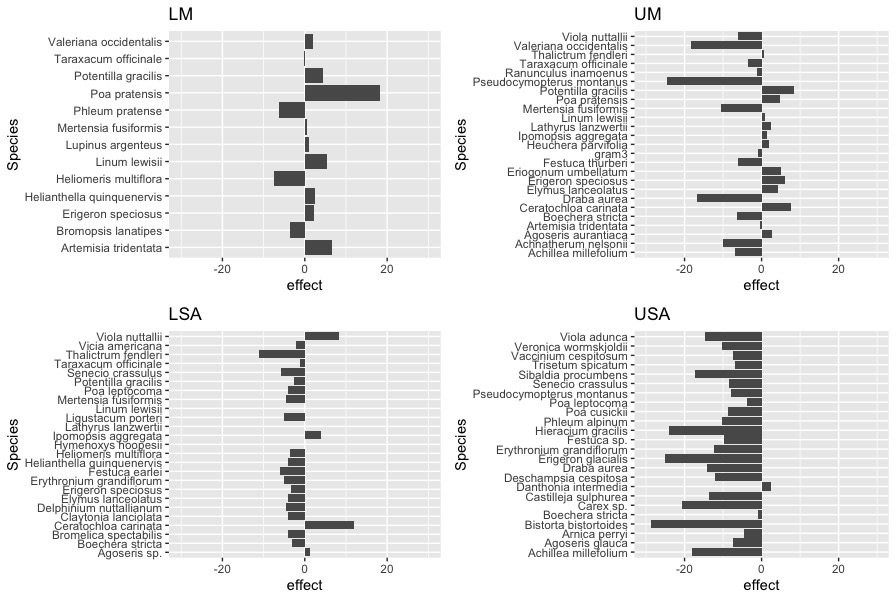 LM
Species
Valeriana occidentalis
Taraxacum officinale
Potentilla gracilis
Poa pratensis
Phleum pratense
Mertensia fusiformis
Lupinus argenteus
Linum lewisii
Heliomeris multiflora
Helianthella quinquenervis
Erigeron speciosus
Bromopsis lanatipes
Artemisia tridentata
-20 0 20
effect
UM
Species
Viola nuttallii
Valeriana occidentalis
Thalictrum fendleri
Taraxacum officinale
Ranunculus inamoenus
Pseudocymopterus montanus
Potentilla gracilis
Poa pratensis
Mertensia fusiformis
Linum lewisii
Lathyrus lanzwertii
Ipomopsis aggregata
Heuchera parvifolia
gram3
Festuca thurberi
Eriogonum umbellatum
Erigeron speciosus
Elymus lanceolatus
Draba aurea
Ceratochloa carinata
Boechera stricta
Artemisia tridentata
Agoseris aurantiaca
Achnatherum nelsonii
Achillea millefolium
-20 0 20
effect
LSA
Species
Viola nuttallii
Vicia americana
Thalictrum fendleri
Taraxacum officinale
Senecio crassulus
Potentilla gracilis
Poa leptocoma
Mertensia fusiformis
Linum lewisii
Ligustacum porteri
Lathyrus lanzwertii
Ipomopsis aggregata
Hymenoxys hoopesii
Heliomeris multiflora
Helianthella quinquenervis
Festuca earlei
Erythronium grandiflorum
Erigeron speciosus
Elymus lanceolatus
Delphinium nuttallianum
Claytonia lanciolata
Ceratochloa carinata
Bromelica spectabilis
Boechera stricta
Agoseris sp.
-20 0 20
effect
USA
Species
Viola adunca
Veronica wormskjoldii
Vaccinium cespitosum
Trisetum spicatum
Sibaldia procumbens
Senecio crassulus
Pseudocymopterus montanus
Poa leptocoma
Poa cusickii
Phleum alpinum
Hieracium gracilis
Festuca sp.
Erythronium grandiflorum
Erigeron glacialis
Draba aurea
Deschampsia cespitosa
Danthonia intermedia
Castilleja sulphurea
Carex sp.
Boechera stricta
Bistorta bistortoides
Arnica perryi
Agoseris glauca
Achillea millefolium
-20 0 20
effect